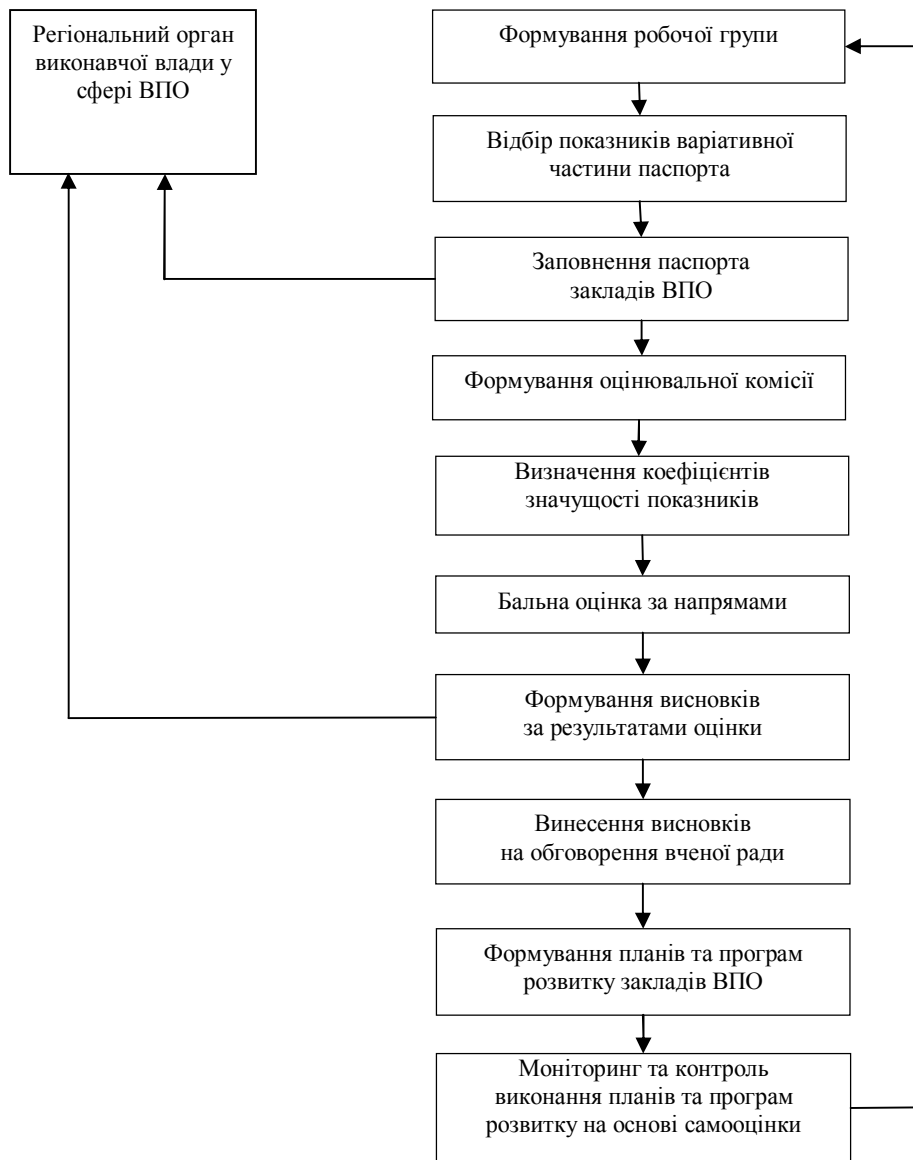 Регіональний орган
виконавчої влади у
сфері ВПО
Формування робочої групи
Відбір показників варіативної
частини паспорта
Заповнення паспорта
закладів ВПО
Формування оцінювальної комісії
Визначення коефіцієнтів
значущості показників
Бальна оцінка за напрямами
Формування висновків
за результатами оцінки
Винесення висновків
на обговорення вченої ради
Формування планів та програм
розвитку закладів ВПО
Моніторинг та контроль
виконання планів та програм
розвитку на основі самооцінки